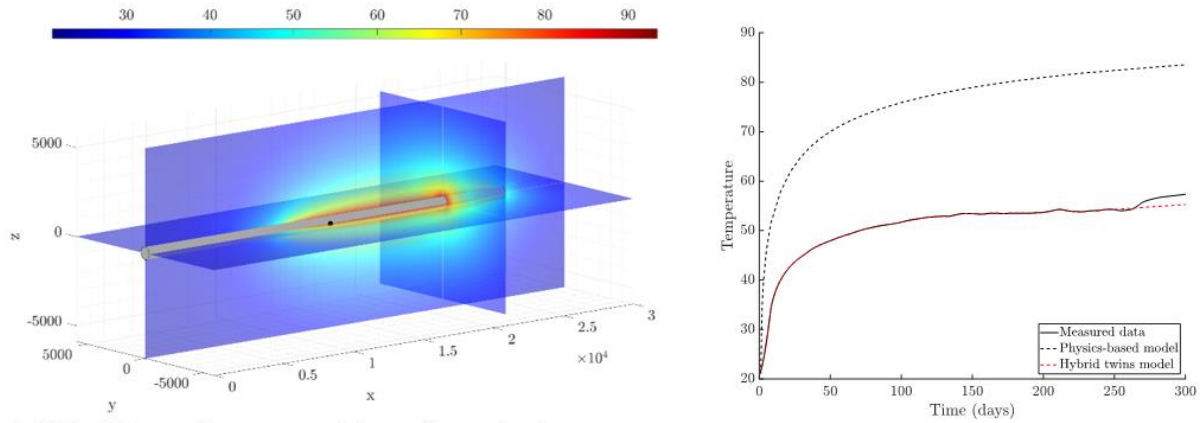 30 40 50 60 70 80 90
5000
0
-5000
z
5000
0
-5000
y
0
0.5
1
1.5
2
2.5
3
×10⁴
x
90
80
70
60
50
40
30
20
Temperature
Measured data
Physics-based model
Hybrid twins model
0 50 100 150 200 250 300
Time (days)